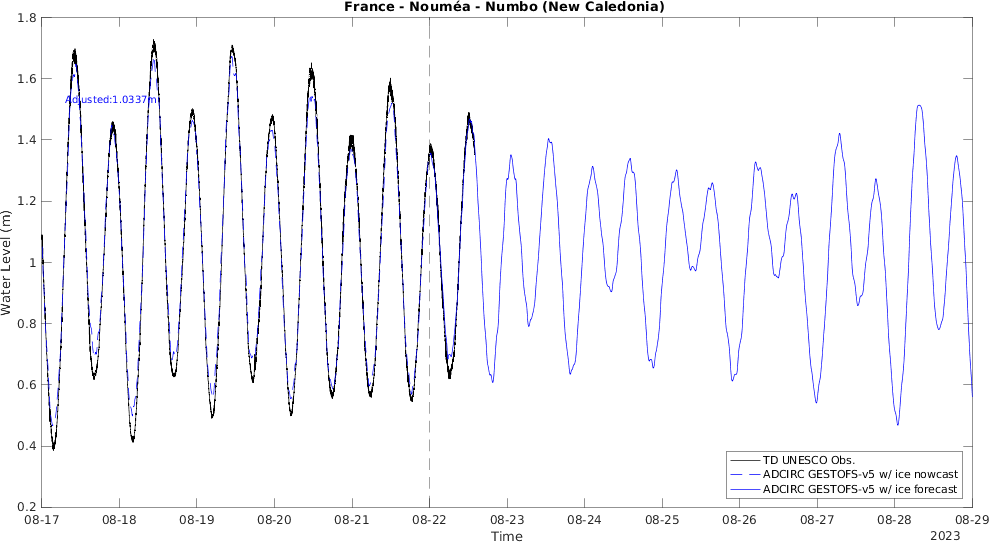 France - Nouméa - Numbo (New Caledonia)
1.8
1.6
1.4
1.2
1
0.8
0.6
0.4
0.2
Water Level (m)
Adjusted:1.0337m
TD UNESCO Obs.
ADCIRC GESTOFS-v5 w/ ice nowcast
ADCIRC GESTOFS-v5 w/ ice forecast
08-17 08-18 08-19 08-20 08-21 08-22 08-23 08-24 08-25 08-26 08-27 08-28 08-29
Time
2023